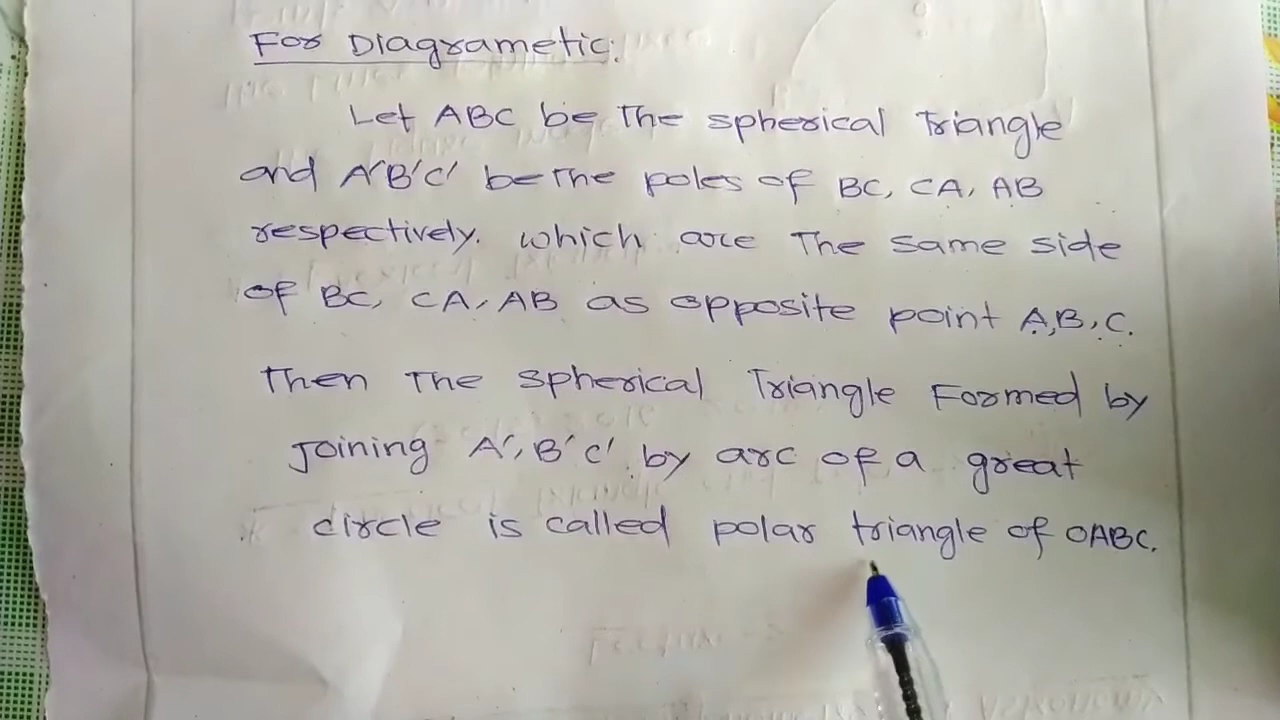 For Diagrametic:
Let ABC be The spherical Triangle
and A'B'C' be The poles of BC, CA, AB
respectively. which are The same side
of BC, CA, AB as opposite point A,B,C.
Then The spherical Triangle Formed by
Joining A', B' C' by arc of a great
circle is called polar triangle of OABC.